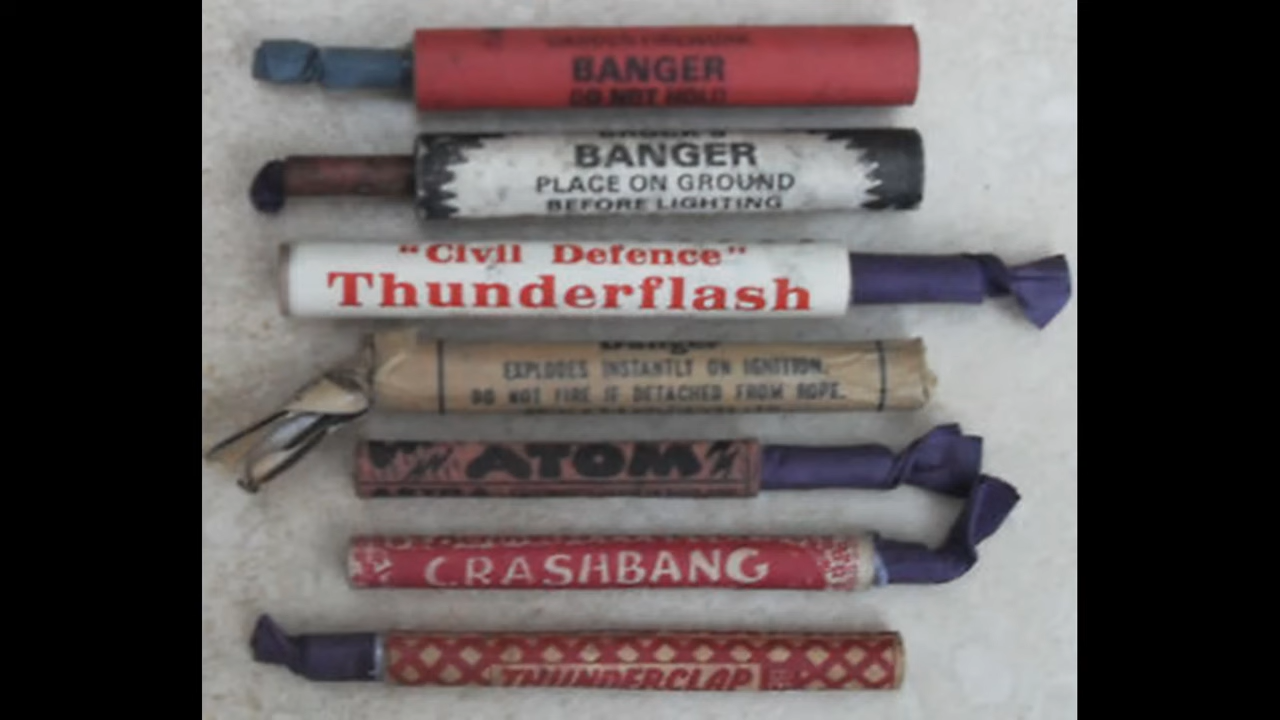 BANGER
DO NOT HOLD
BANGER
PLACE ON GROUND
BEFORE LIGHTING
"Civil Defence"
Thunderflash
Danger
EXPLODES INSTANTLY ON IGNITION.
DO NOT FIRE IF DETACHED FROM ROPE.
ATOM
CRASHBANG
THUNDERCLAP